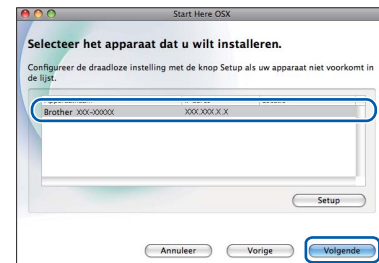 Start Here OSX
Selecteer het apparaat dat u wilt installeren.
Configureer de draadloze instelling met de knop Setup als uw apparaat niet voorkomt in
de lijst.
Brother XXX-XXXXX XXX.XXX.X.X
Setup
Annuleer Vorige Volgende